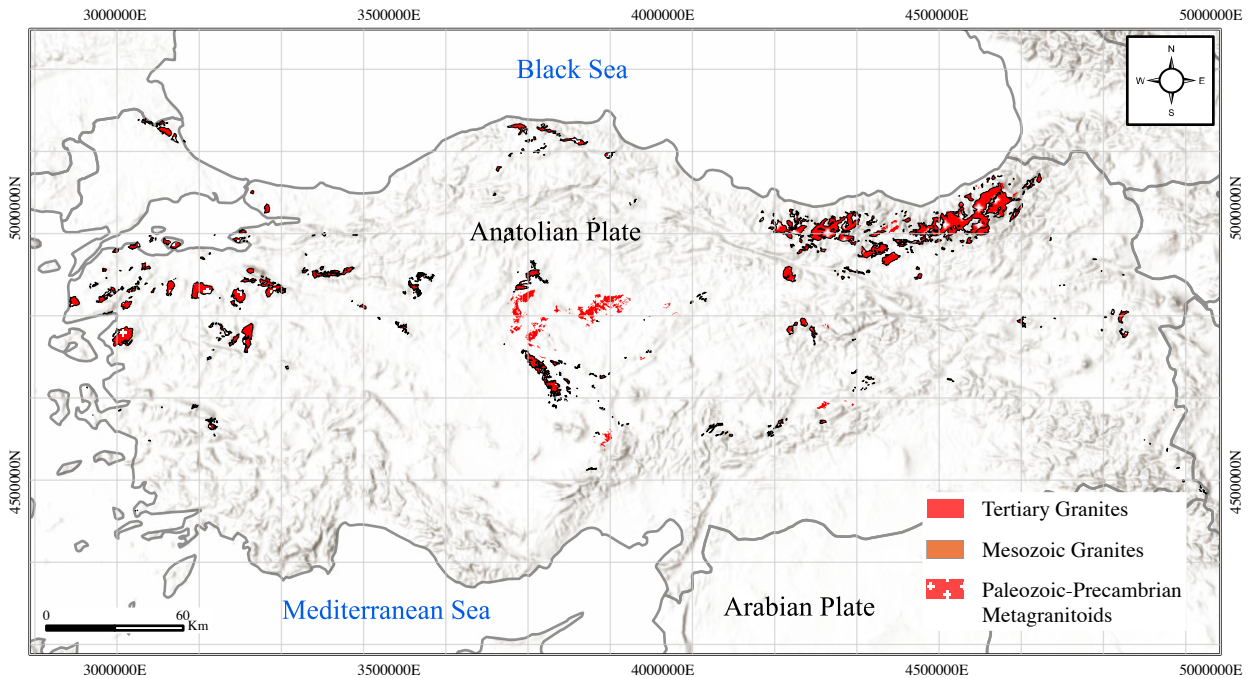 3000000E 3500000E 4000000E 4500000E 5000000E
N
W E
S
Black Sea
5000000N 5000000N
Anatolian Plate
4500000N 4500000N
Tertiary Granites
Mesozoic Granites
Paleozoic-Precambrian
Metagranitoids
Mediterranean Sea
Arabian Plate
0 60
Km
3000000E 3500000E 4000000E 4500000E 5000000E